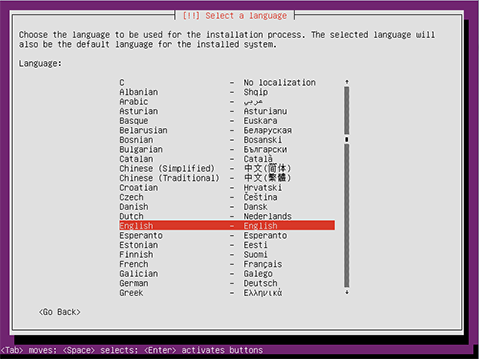 [!!] Select a language
Choose the language to be used for the installation process. The selected language will
also be the default language for the installed system.
Language:
C - No localization
Albanian - Shqip
Arabic - عربي
Asturian - Asturianu
Basque - Euskara
Belarusian - Беларуская
Bosnian - Bosanski
Bulgarian - Български
Catalan - Català
Chinese (Simplified) - 中文(简体)
Chinese (Traditional) - 中文(繁體)
Croatian - Hrvatski
Czech - Čeština
Danish - Dansk
Dutch - Nederlands
English - English
Esperanto - Esperanto
Estonian - Eesti
Finnish - Suomi
French - Français
Galician - Galego
German - Deutsch
Greek - Ελληνικά
<Go Back>
<Tab> moves; <Space> selects; <Enter> activates buttons